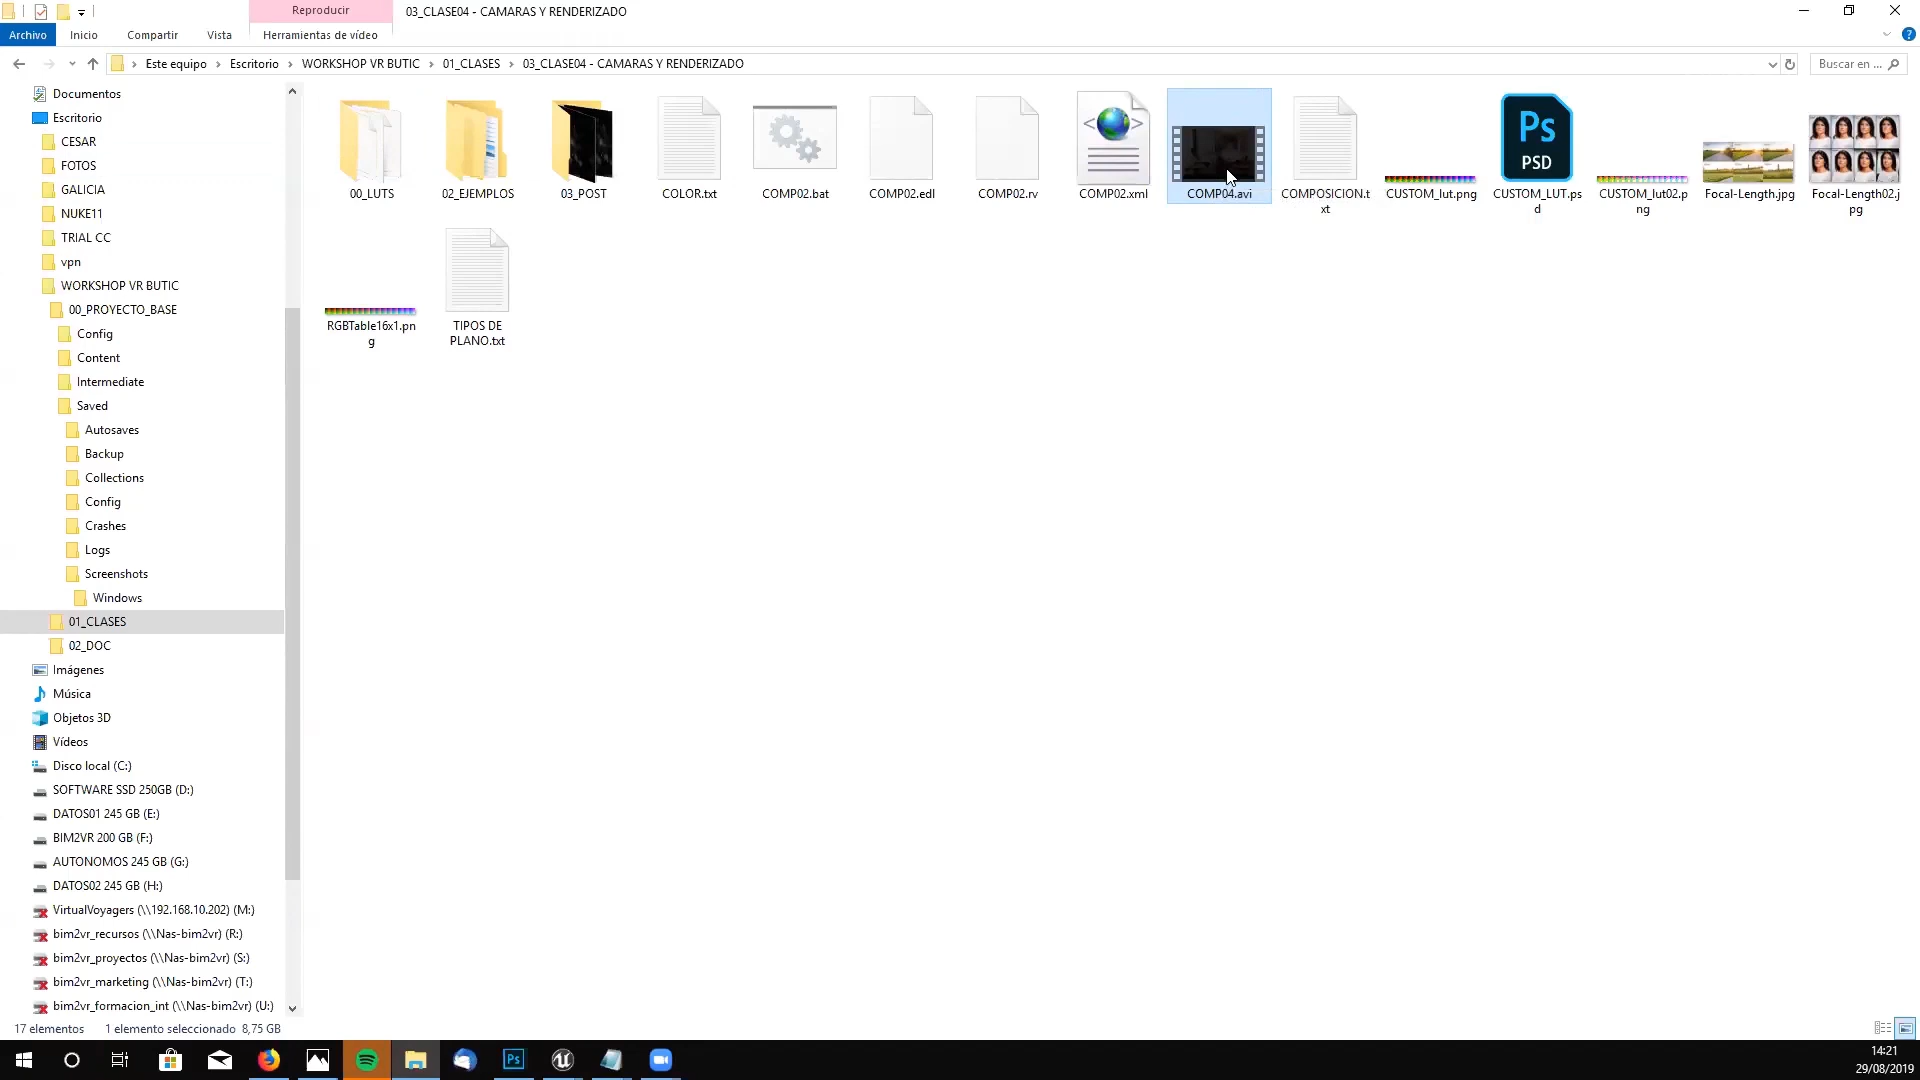 Reproducir
03_CLASE04 - CAMARAS Y RENDERIZADO
Archivo
Inicio
Compartir
Vista
Herramientas de vídeo
Este equipo
Escritorio
WORKSHOP VR BUTIC
01_CLASES
03_CLASE04 - CAMARAS Y RENDERIZADO
Buscar en ...
Documentos
Escritorio
CESAR
FOTOS
GALICIA
NUKE11
TRIAL CC
vpn
WORKSHOP VR BUTIC
00_PROYECTO_BASE
Config
Content
Intermediate
Saved
Autosaves
Backup
Collections
Config
Crashes
Logs
Screenshots
Windows
01_CLASES
02_DOC
Imágenes
Música
Objetos 3D
Vídeos
Disco local (C:)
SOFTWARE SSD 250GB (D:)
DATOS01 245 GB (E:)
BIM2VR 200 GB (F:)
AUTONOMOS 245 GB (G:)
DATOS02 245 GB (H:)
VirtualVoyagers (\\192.168.10.202) (M:)
bim2vr_recursos (\\Nas-bim2vr) (R:)
bim2vr_proyectos (\\Nas-bim2vr) (S:)
bim2vr_marketing (\\Nas-bim2vr) (T:)
bim2vr_formacion_int (\\Nas-bim2vr) (U:)
00_LUTS
02_EJEMPLOS
03_POST
COLOR.txt
COMP02.bat
COMP02.edl
COMP02.rv
COMP02.xml
COMP04.avi
COMPOSICION.t
xt
CUSTOM_lut.png
Ps
PSD
CUSTOM_LUT.ps
d
CUSTOM_lut02.p
ng
Focal-Length.jpg
Focal-Length02.j
pg
RGBTable16x1.pn
g
TIPOS DE
PLANO.txt
17 elementos
1 elemento seleccionado 8,75 GB
Ps
14:21
29/08/2019